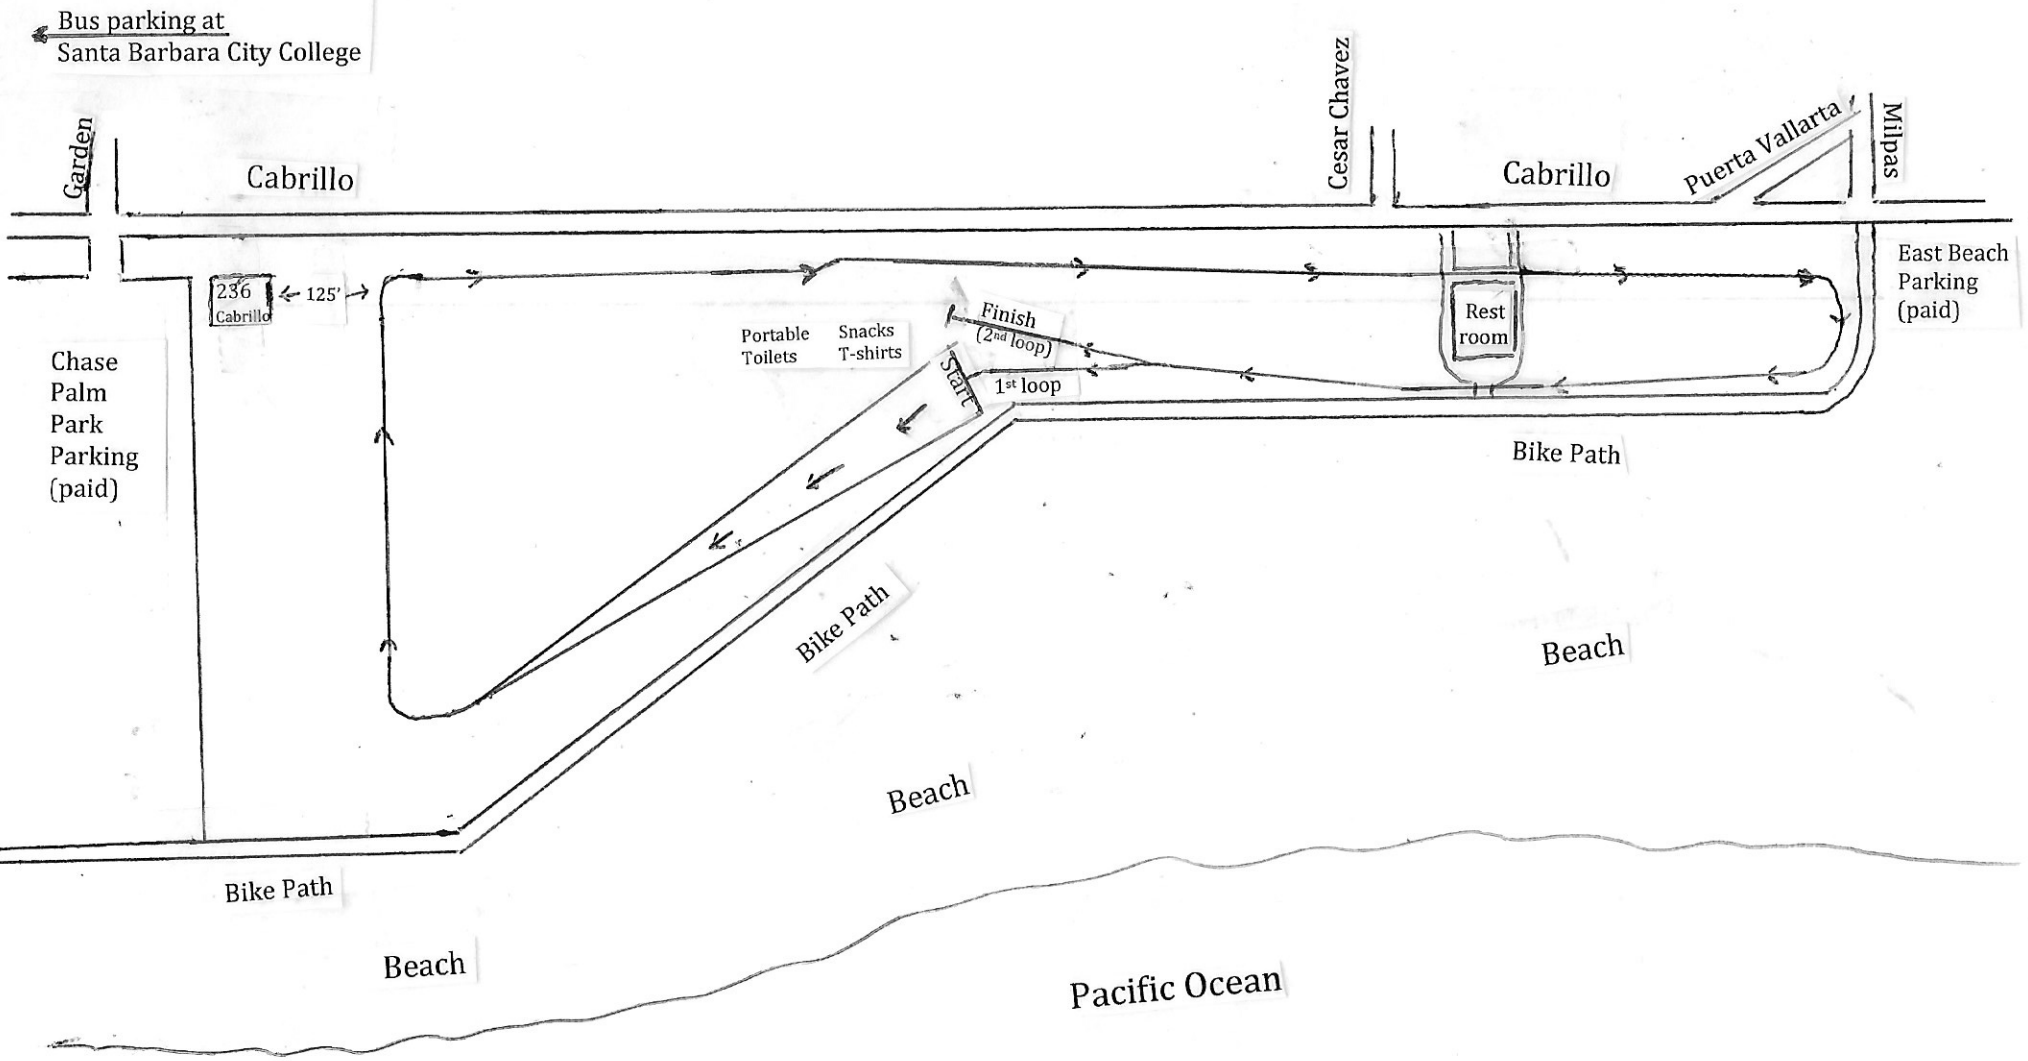 Bus parking at
Santa Barbara City College
Garden
Cabrillo
Cesar Chavez
Cabrillo
Puerta Vallarta
Milpas
236
Cabrillo
125'
East Beach
Parking
(paid)
Rest
room
Portable
Toilets
Snacks
T-shirts
Finish
(2nd loop)
Start
1st loop
Chase
Palm
Park
Parking
(paid)
Bike Path
Bike Path
Beach
Beach
Bike Path
Beach
Pacific Ocean